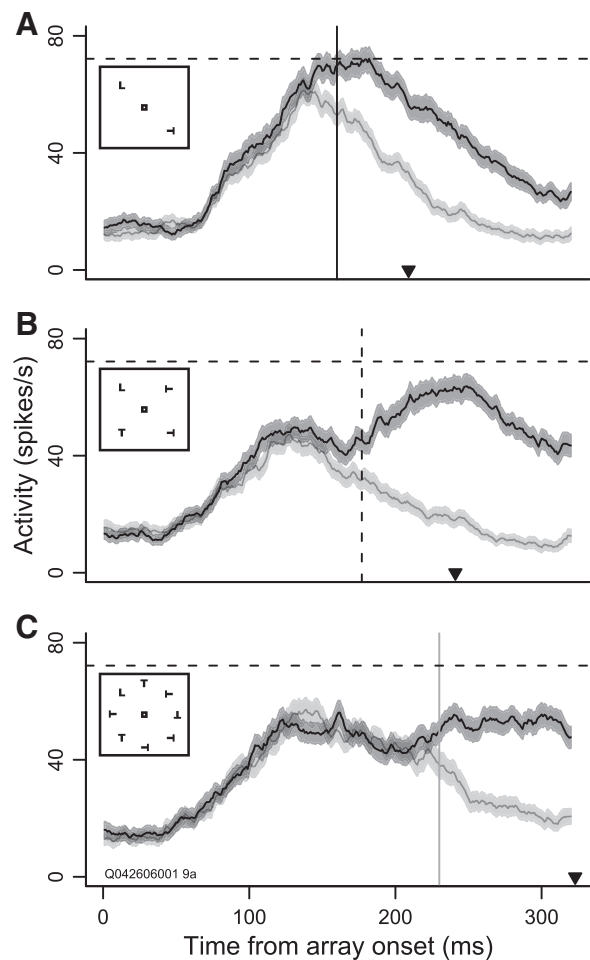 A
80
40
0
L
T
B
80
40
0
L T
T T
Activity (spikes/s)
C
80
40
0
T
L T
T T
T T
T
Q042606001 9a
0 100 200 300
Time from array onset (ms)